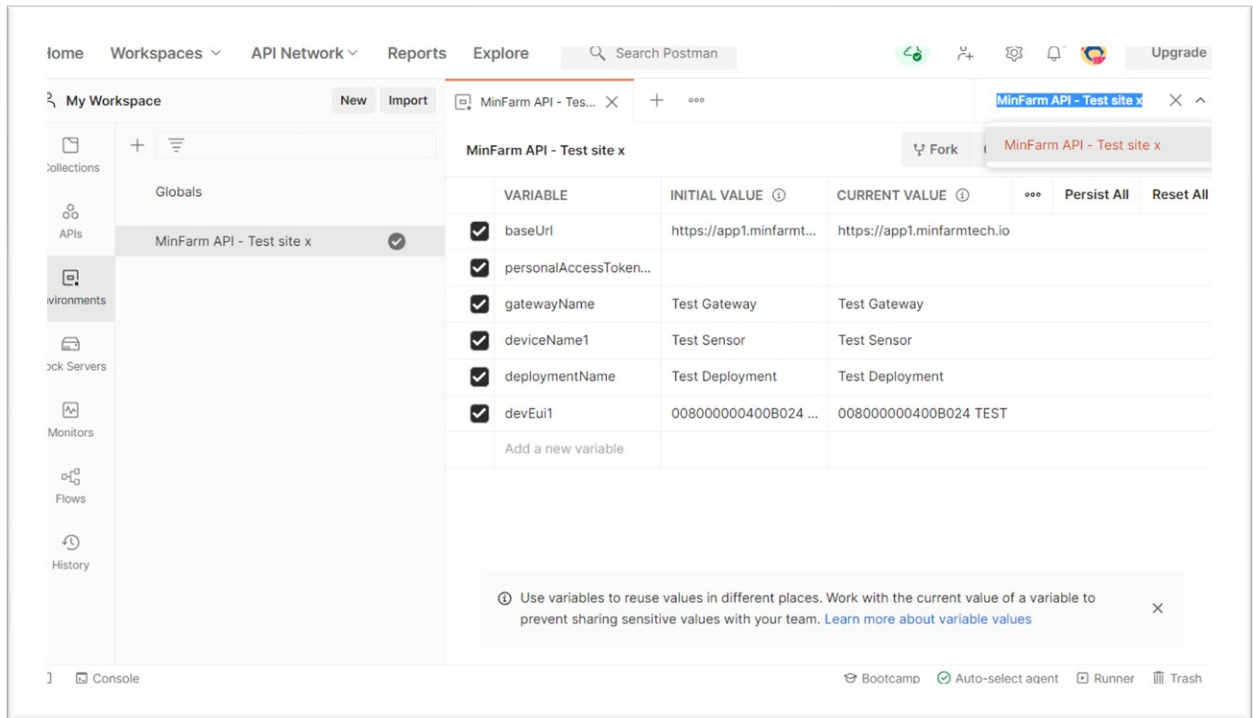 Home Workspaces API Network Reports Explore Search Postman Upgrade
My Workspace New Import MinFarm API - Tes... MinFarm API - Test site x
MinFarm API - Test site x
Collections
MinFarm API - Test site x Fork
Globals
VARIABLE INITIAL VALUE CURRENT VALUE Persist All Reset All
APIs
MinFarm API - Test site x
baseUrl https://app1.minfarmt... https://app1.minfarmtech.io
personalAccessToken...
vironments
gatewayName Test Gateway Test Gateway
deviceName1 Test Sensor Test Sensor
ock Servers
deploymentName Test Deployment Test Deployment
devEui1 008000000400B024 ... 008000000400B024 TEST
Monitors
Add a new variable
Flows
History
Use variables to reuse values in different places. Work with the current value of a variable to
prevent sharing sensitive values with your team. Learn more about variable values
Console Bootcamp Auto-select agent Runner Trash